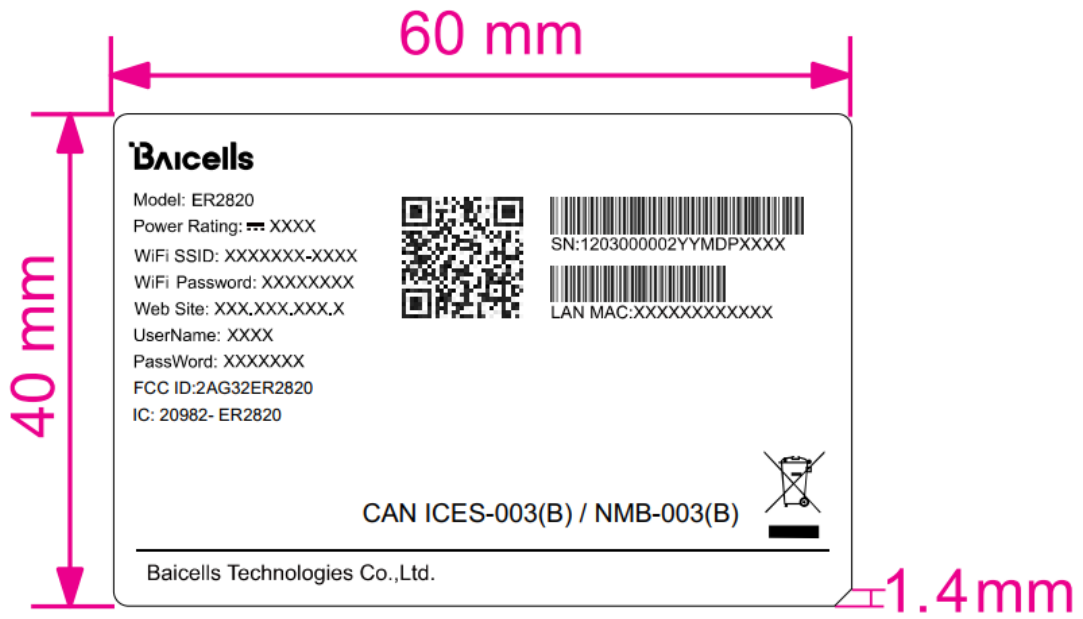 60 mm
40 mm
Baicells
Model: ER2820
Power Rating: ⎓ XXXX
WiFi SSID: XXXXXXX-XXXX
WiFi Password: XXXXXXXX
Web Site: XXX.XXX.XXX.X
UserName: XXXX
PassWord: XXXXXXX
FCC ID:2AG32ER2820
IC: 20982- ER2820
SN:1203000002YYMDPXXXX
LAN MAC:XXXXXXXXXXXX
CAN ICES-003(B) / NMB-003(B)
Baicells Technologies Co.,Ltd.
1.4mm